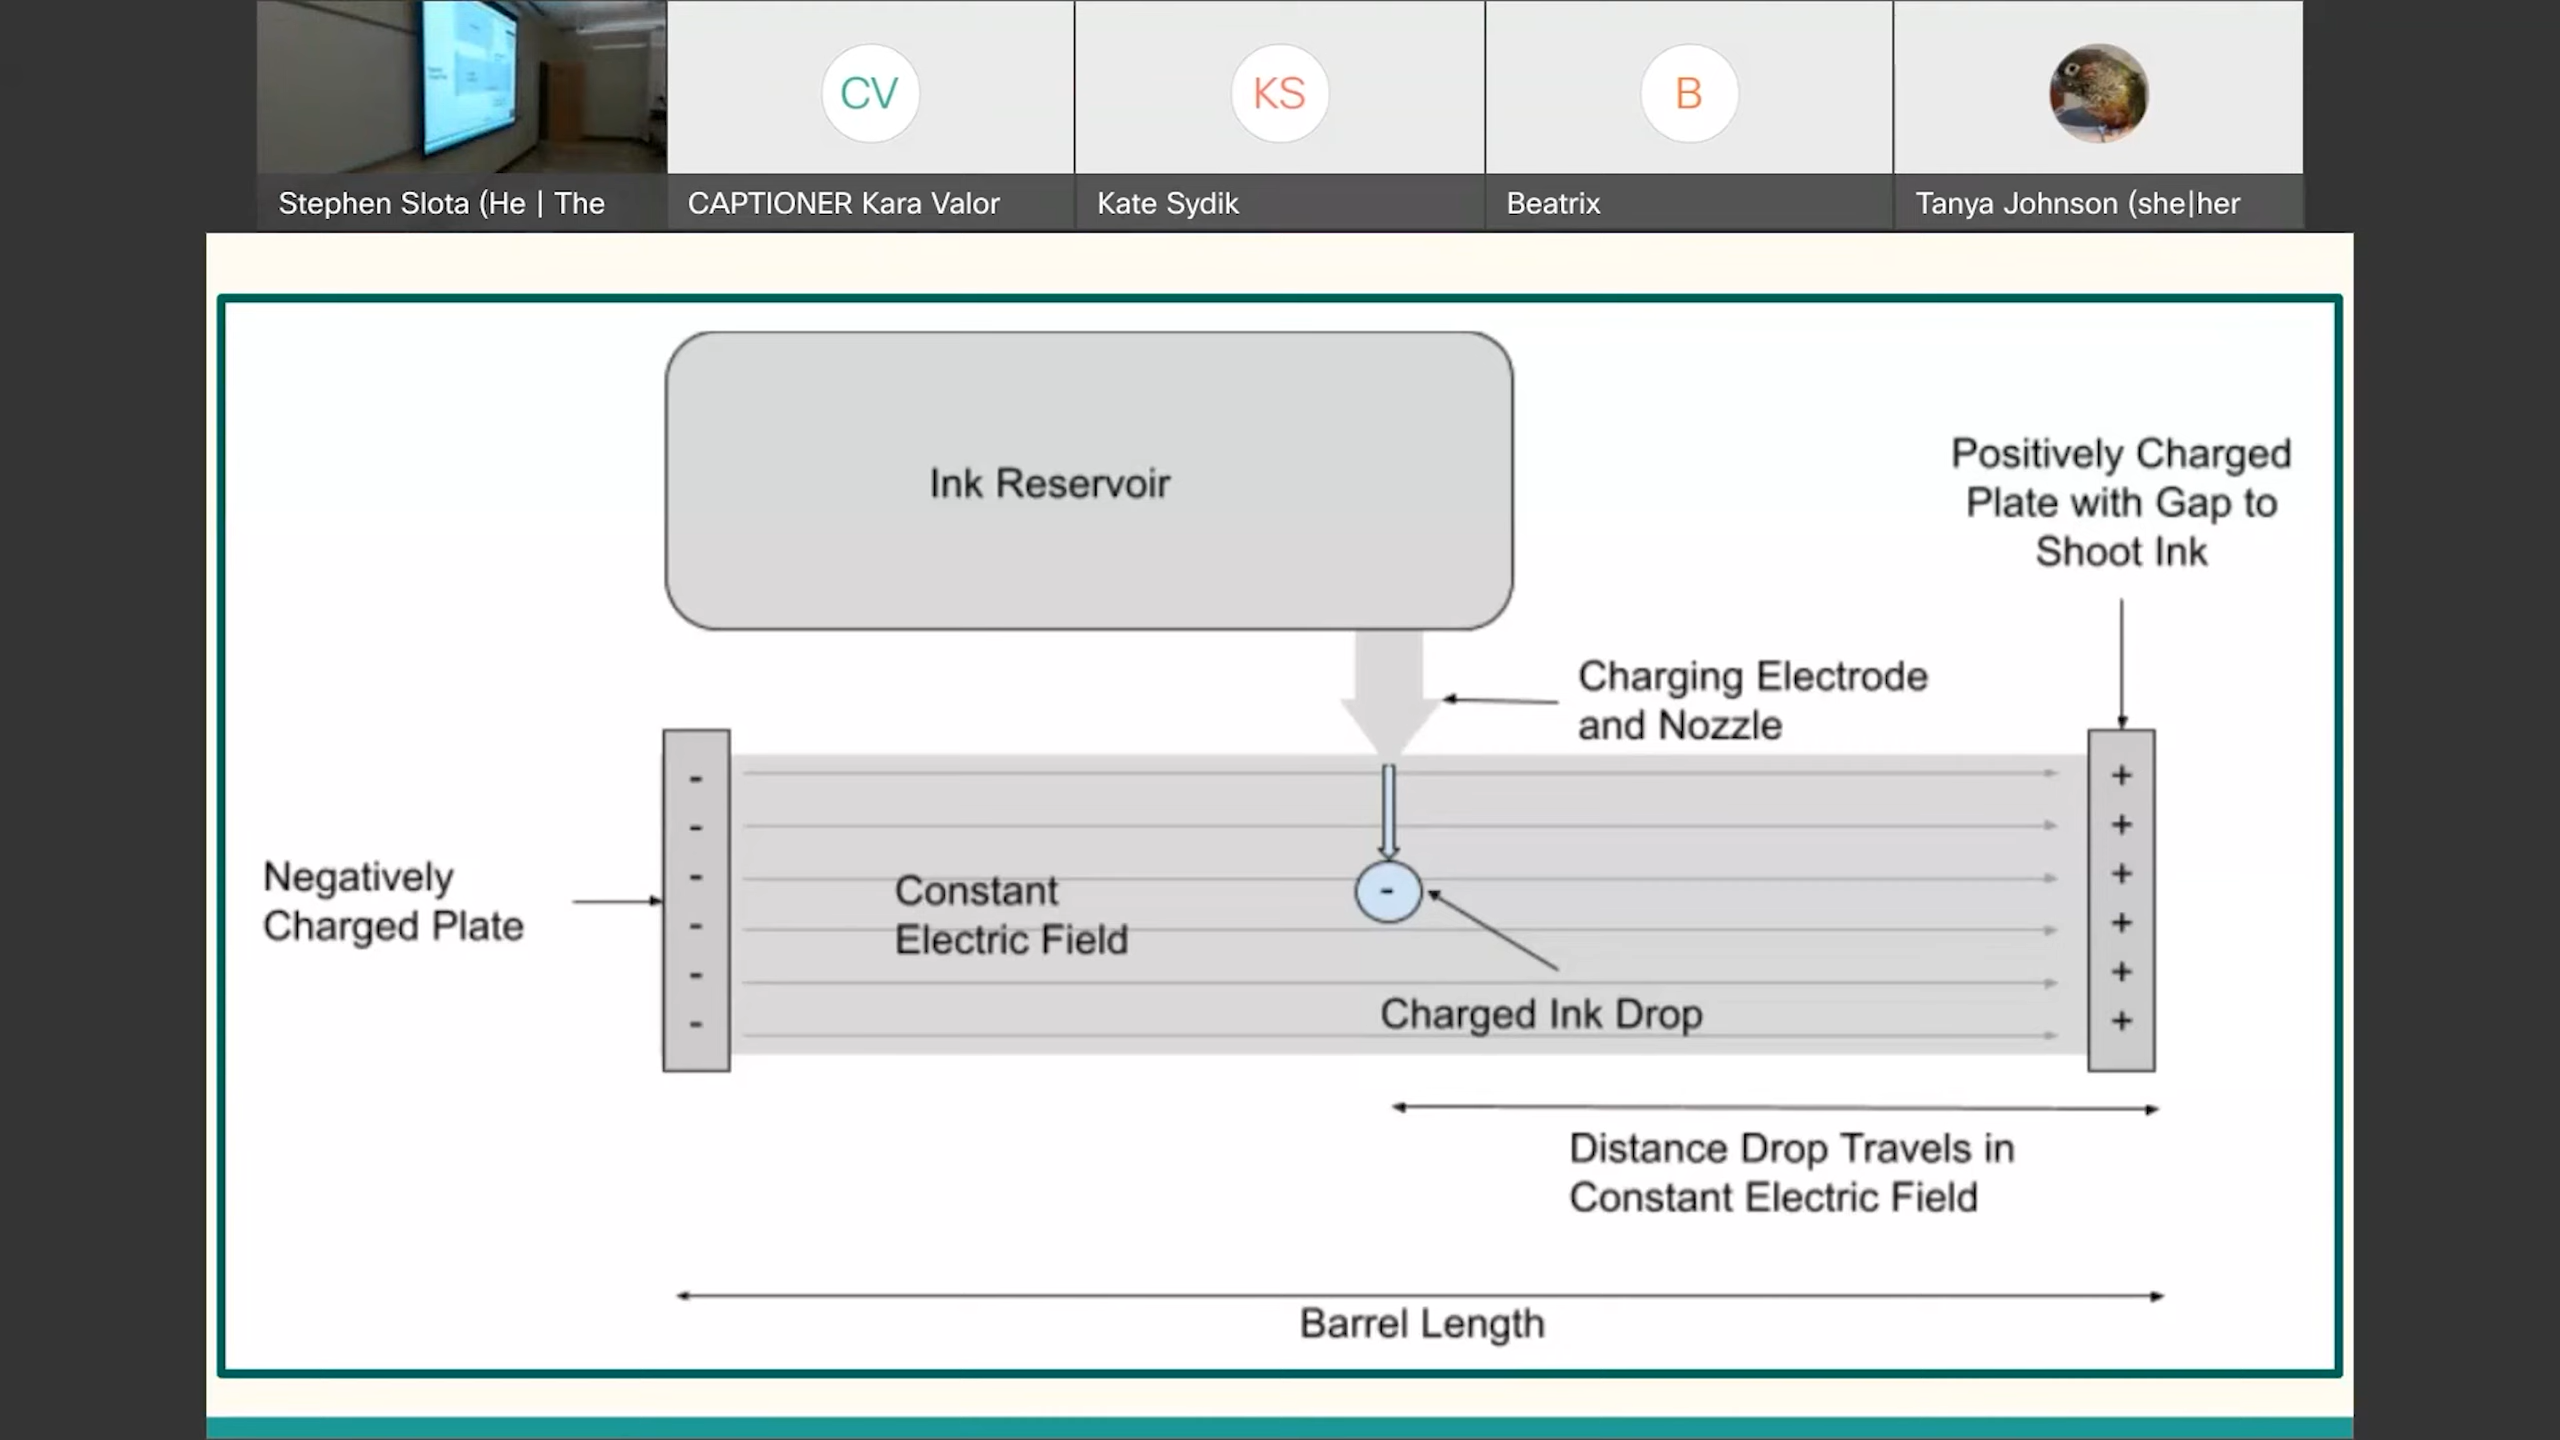 CV
KS
B
Stephen Slota (He | The
CAPTIONER Kara Valor
Kate Sydik
Beatrix
Tanya Johnson (she|her
Ink Reservoir
Positively Charged
Plate with Gap to
Shoot Ink
Charging Electrode
and Nozzle
Negatively
Charged Plate
-
-
-
-
-
-
Constant
Electric Field
-
Charged Ink Drop
+
+
+
+
+
+
Distance Drop Travels in
Constant Electric Field
Barrel Length